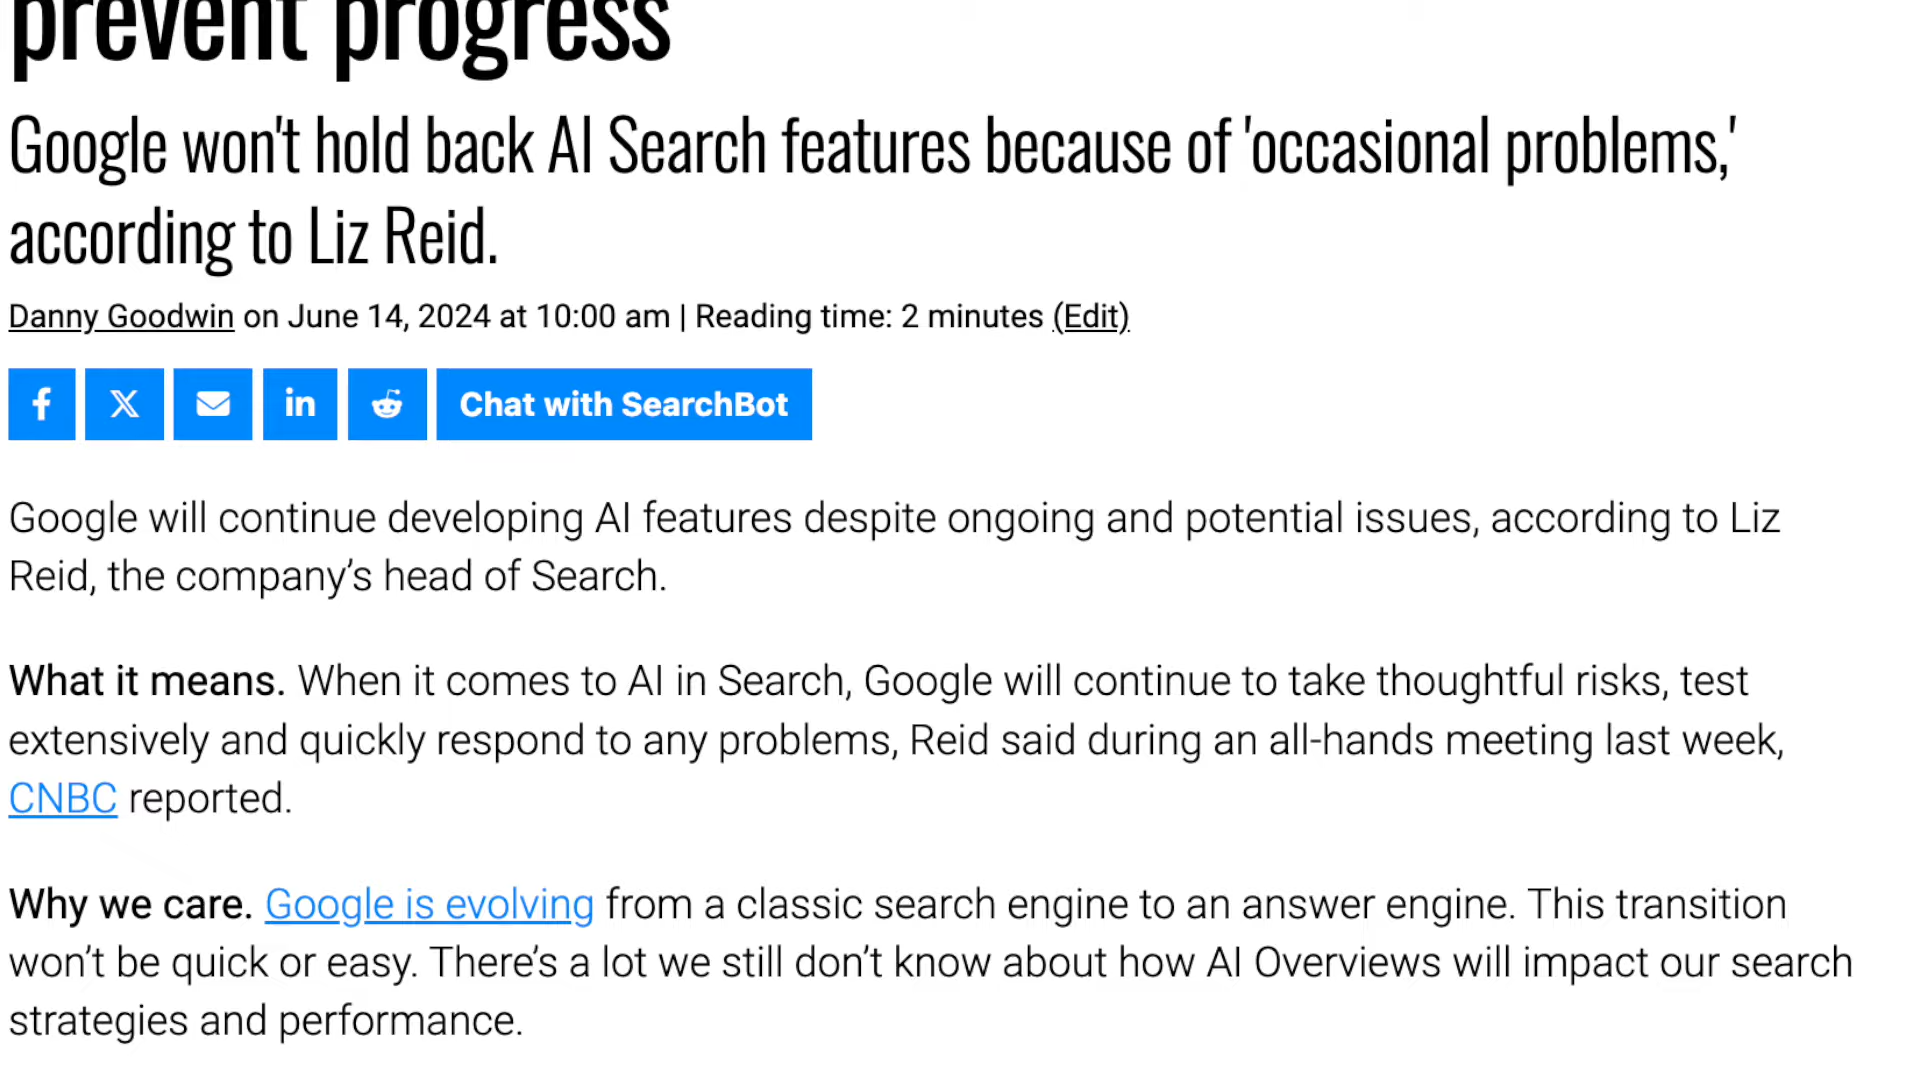 prevent progress
Google won't hold back AI Search features because of 'occasional problems,'
according to Liz Reid.
Danny Goodwin on June 14, 2024 at 10:00 am | Reading time: 2 minutes (Edit)
f X in Chat with SearchBot
Google will continue developing AI features despite ongoing and potential issues, according to Liz
Reid, the company’s head of Search.
What it means. When it comes to AI in Search, Google will continue to take thoughtful risks, test
extensively and quickly respond to any problems, Reid said during an all-hands meeting last week,
CNBC reported.
Why we care. Google is evolving from a classic search engine to an answer engine. This transition
won’t be quick or easy. There’s a lot we still don’t know about how AI Overviews will impact our search
strategies and performance.